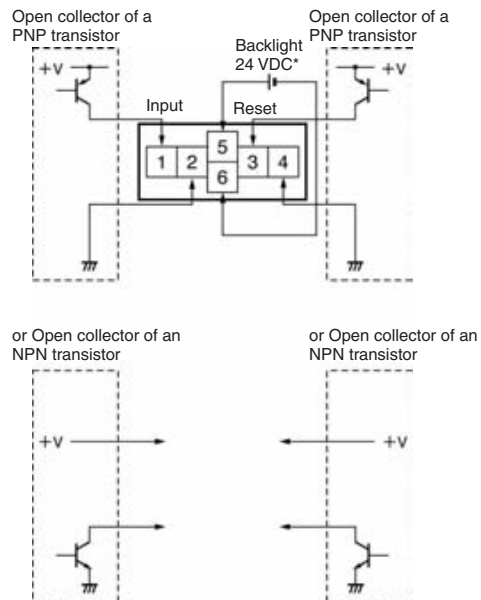 Open collector of a
PNP transistor
Open collector of a
PNP transistor
Backlight
24 VDC*
+V
+V
Input
Reset
5
1 2 3 4
6
or Open collector of an
NPN transistor
or Open collector of an
NPN transistor
+V
+V